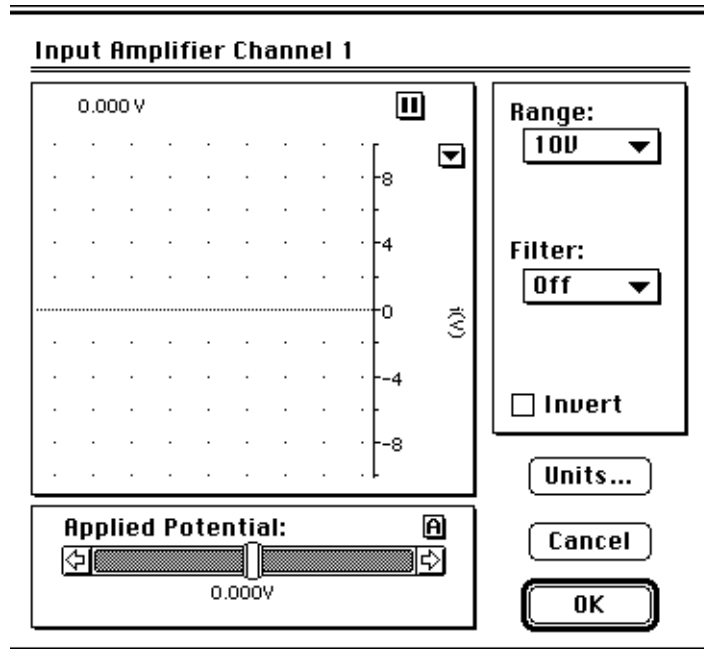 Input Amplifier Channel 1
0.000 V
8
4
0
-4
-8
i(V)
Range:
10V
Filter:
Off
Invert
Units...
Applied Potential:
A
0.000V
Cancel
OK